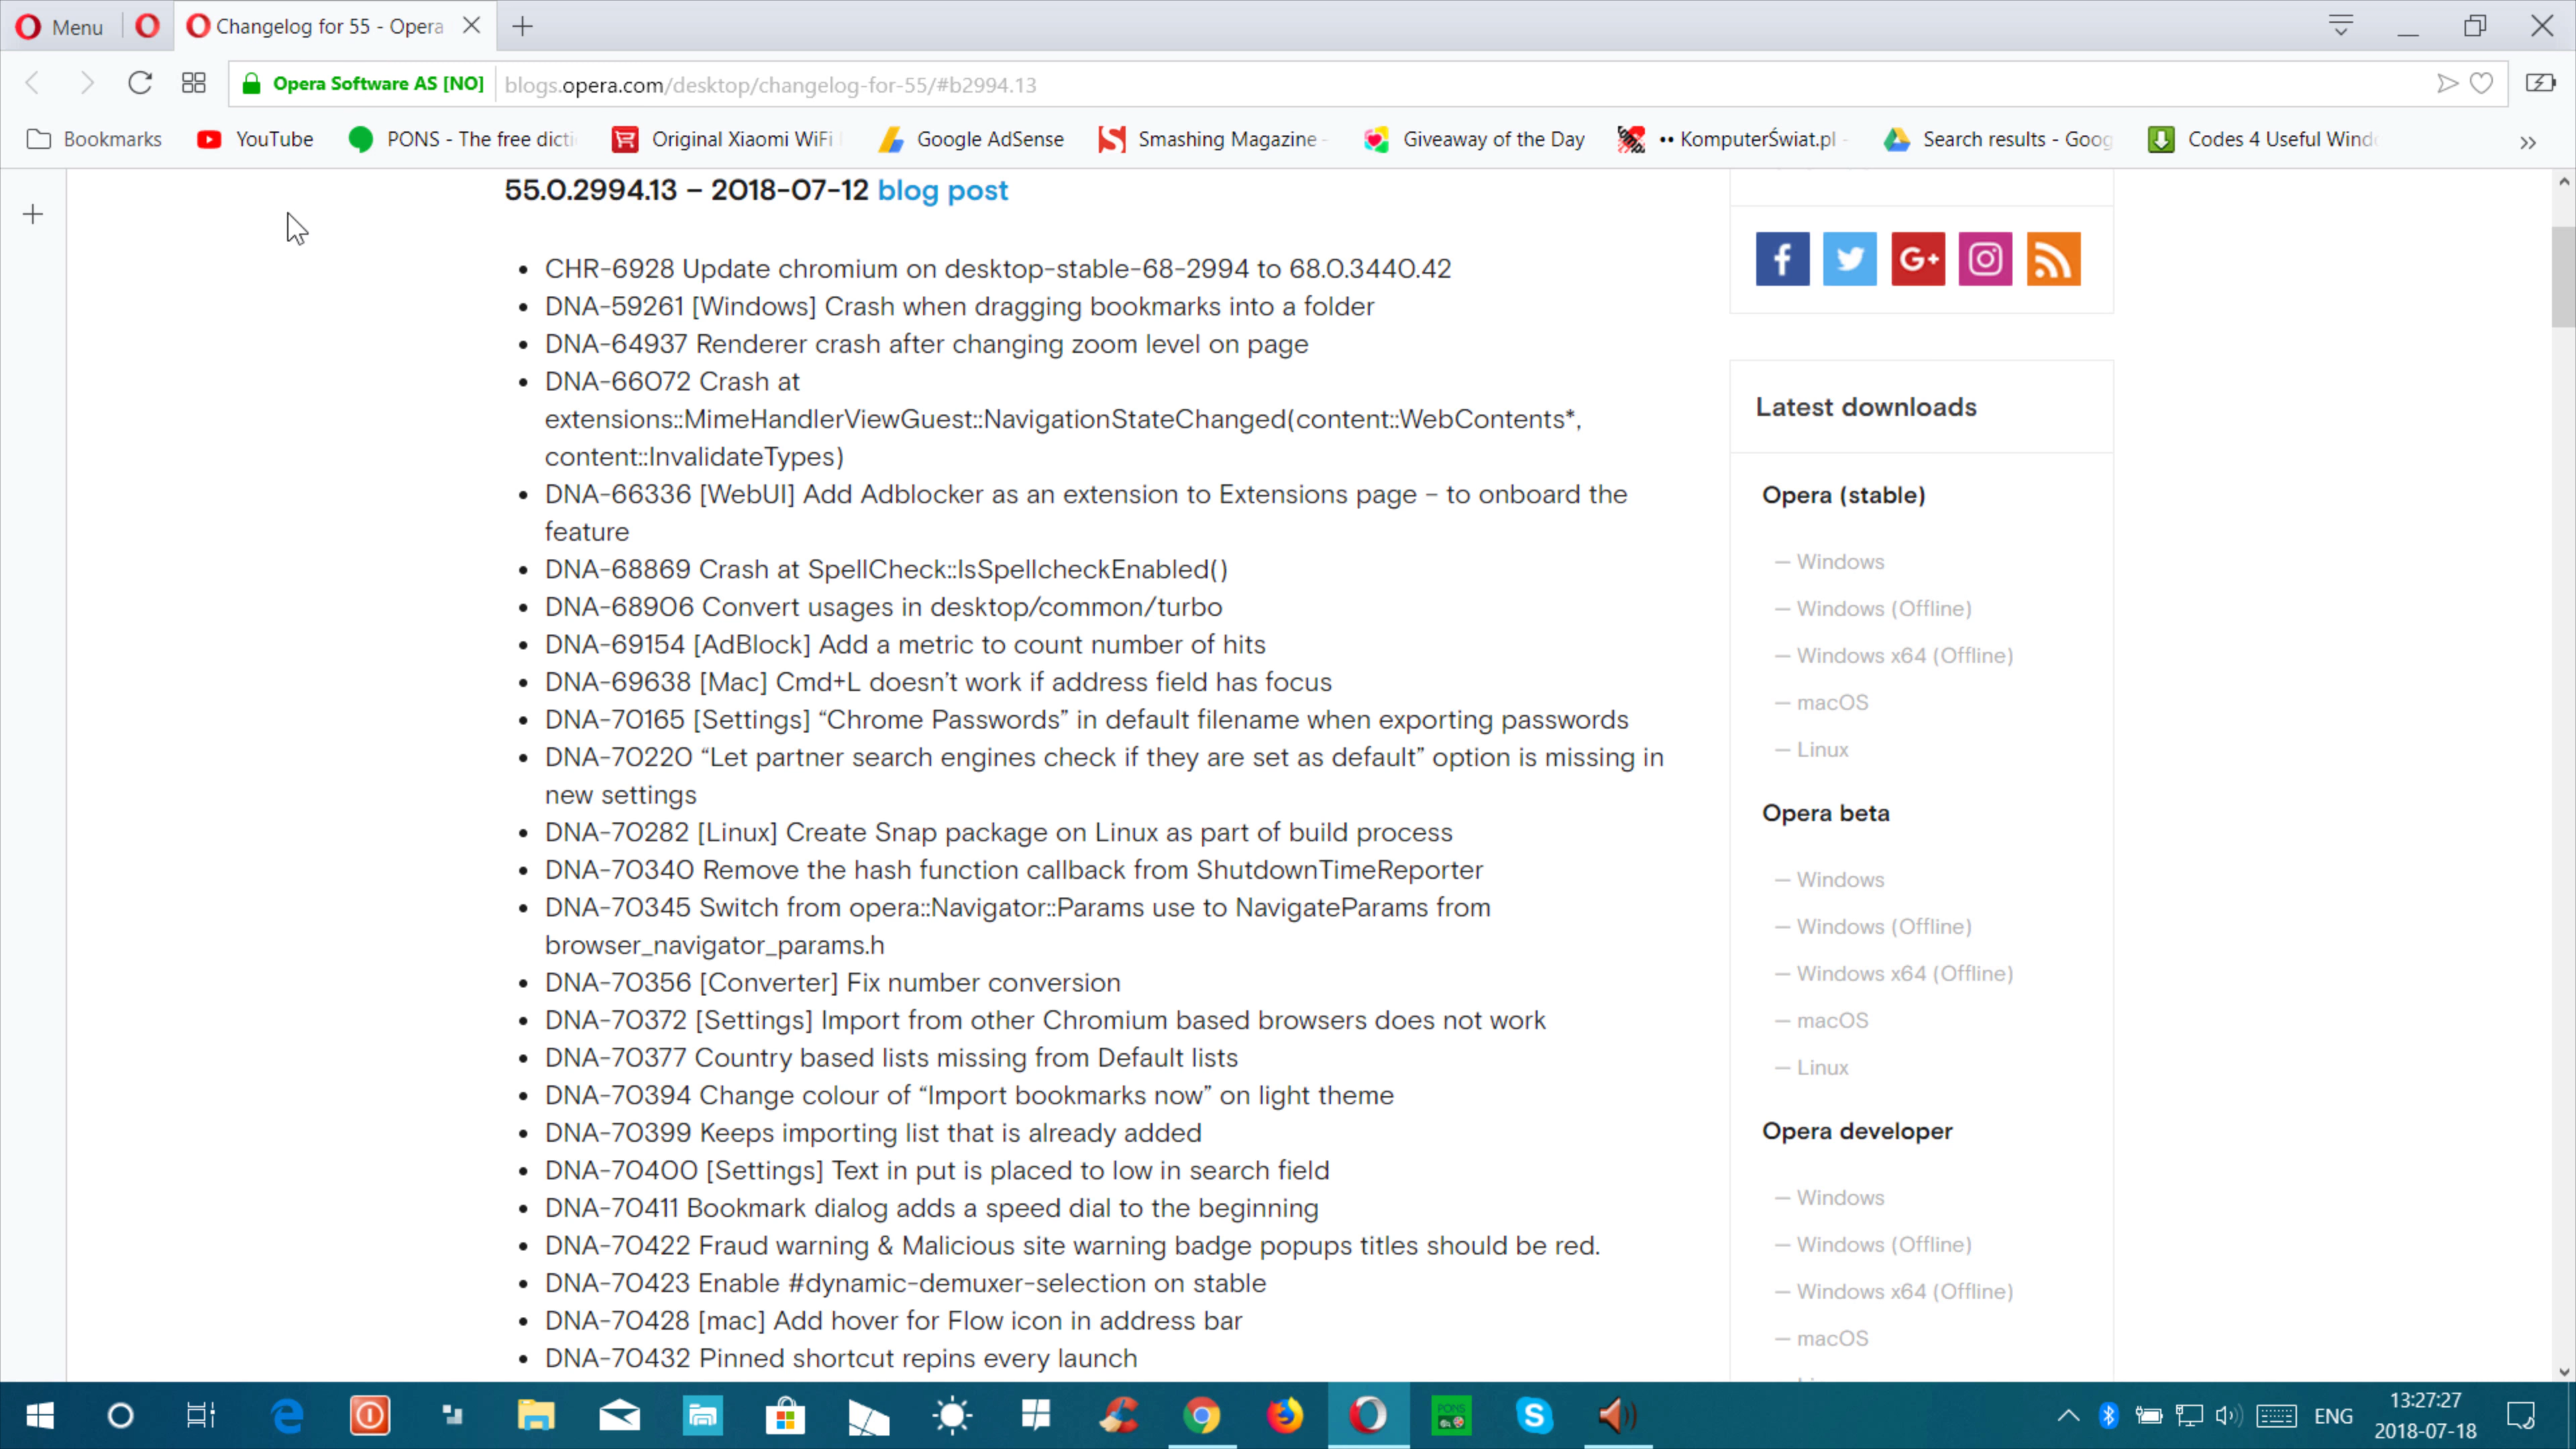 Menu
Changelog for 55 - Opera
Opera Software AS [NO]
blogs.opera.com/desktop/changelog-for-55/#b2994.13
Bookmarks
YouTube
PONS - The free dicti
Original Xiaomi WiFi
Google AdSense
Smashing Magazine -
Giveaway of the Day
•• KomputerŚwiat.pl -
Search results - Goog
Codes 4 Useful Wind
55.0.2994.13 – 2018-07-12 blog post
CHR-6928 Update chromium on desktop-stable-68-2994 to 68.0.3440.42
DNA-59261 [Windows] Crash when dragging bookmarks into a folder
DNA-64937 Renderer crash after changing zoom level on page
DNA-66072 Crash at
extensions::MimeHandlerViewGuest::NavigationStateChanged(content::WebContents*,
content::InvalidateTypes)
DNA-66336 [WebUI] Add Adblocker as an extension to Extensions page – to onboard the
feature
DNA-68869 Crash at SpellCheck::IsSpellcheckEnabled()
DNA-68906 Convert usages in desktop/common/turbo
DNA-69154 [AdBlock] Add a metric to count number of hits
DNA-69638 [Mac] Cmd+L doesn’t work if address field has focus
DNA-70165 [Settings] “Chrome Passwords” in default filename when exporting passwords
DNA-70220 “Let partner search engines check if they are set as default” option is missing in
new settings
DNA-70282 [Linux] Create Snap package on Linux as part of build process
DNA-70340 Remove the hash function callback from ShutdownTimeReporter
DNA-70345 Switch from opera::Navigator::Params use to NavigateParams from
browser_navigator_params.h
DNA-70356 [Converter] Fix number conversion
DNA-70372 [Settings] Import from other Chromium based browsers does not work
DNA-70377 Country based lists missing from Default lists
DNA-70394 Change colour of “Import bookmarks now” on light theme
DNA-70399 Keeps importing list that is already added
DNA-70400 [Settings] Text in put is placed to low in search field
DNA-70411 Bookmark dialog adds a speed dial to the beginning
DNA-70422 Fraud warning & Malicious site warning badge popups titles should be red.
DNA-70423 Enable #dynamic-demuxer-selection on stable
DNA-70428 [mac] Add hover for Flow icon in address bar
DNA-70432 Pinned shortcut repins every launch
Latest downloads
Opera (stable)
— Windows
— Windows (Offline)
— Windows x64 (Offline)
— macOS
— Linux
Opera beta
— Windows
— Windows (Offline)
— Windows x64 (Offline)
— macOS
— Linux
Opera developer
— Windows
— Windows (Offline)
— Windows x64 (Offline)
— macOS
PONS
ENG
13:27:27
2018-07-18